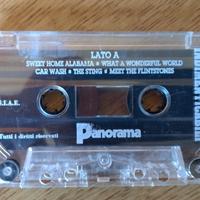 LATO A
SWEET HOME ALABAMA • WHAT A WONDERFUL WORLD
CAR WASH • THE STING • MEET THE FLINTSTONES
S.I.A.E.
Tutti i diritti riservati
Panorama